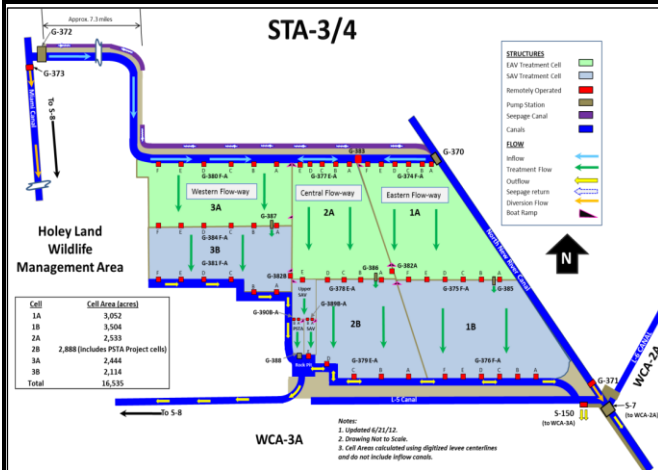 STA-3/4
Approx. 7.3 miles
G-372
G-373
Miami Canal
To S-8
STRUCTURES
EAV Treatment Cell
SAV Treatment Cell
Remotely Operated
Pump Station
Seepage Canal
Canals
FLOW
Inflow
Treatment Flow
Outflow
Seepage return
Diversion Flow
Boat Ramp
N
G-383
G-370
F E D C B A
E D C B A
F E D C B A
G-380 F-A
G-377 E-A
G-374 F-A
Western Flow-way
Central Flow-way
Eastern Flow-way
3A
2A
1A
G-387
North New River Canal
Holey Land
Wildlife
Management Area
F E D C B A
G-384 F-A
3B
G-381 F-A
F E D C B A
G-382B
G-386
G-382A
G-385
E D C B A
F E D C B A
G-378 E-A
G-375 F-A
Upper
SAV
G-390B-A
G-389B-A
PSTA
SAV
2B
1B
G-388
G-379 E-A
G-376 F-A
D C B A
F E D C B A
Cell Cell Area (acres)
1A 3,052
1B 3,504
2A 2,533
2B 2,888 (includes PSTA Project cells)
3A 2,444
3B 2,114
Total 16,535
To S-8
L-5 CANAL
WCA-3A
G-371
L-6 CANAL
WCA-2A
S-7
(to WCA-2A)
S-150
(to WCA-3A)
Notes:
1. Updated 6/21/12.
2. Drawing Not to Scale.
3. Cell Areas calculated using digitized levee centerlines
and do not include inflow canals.